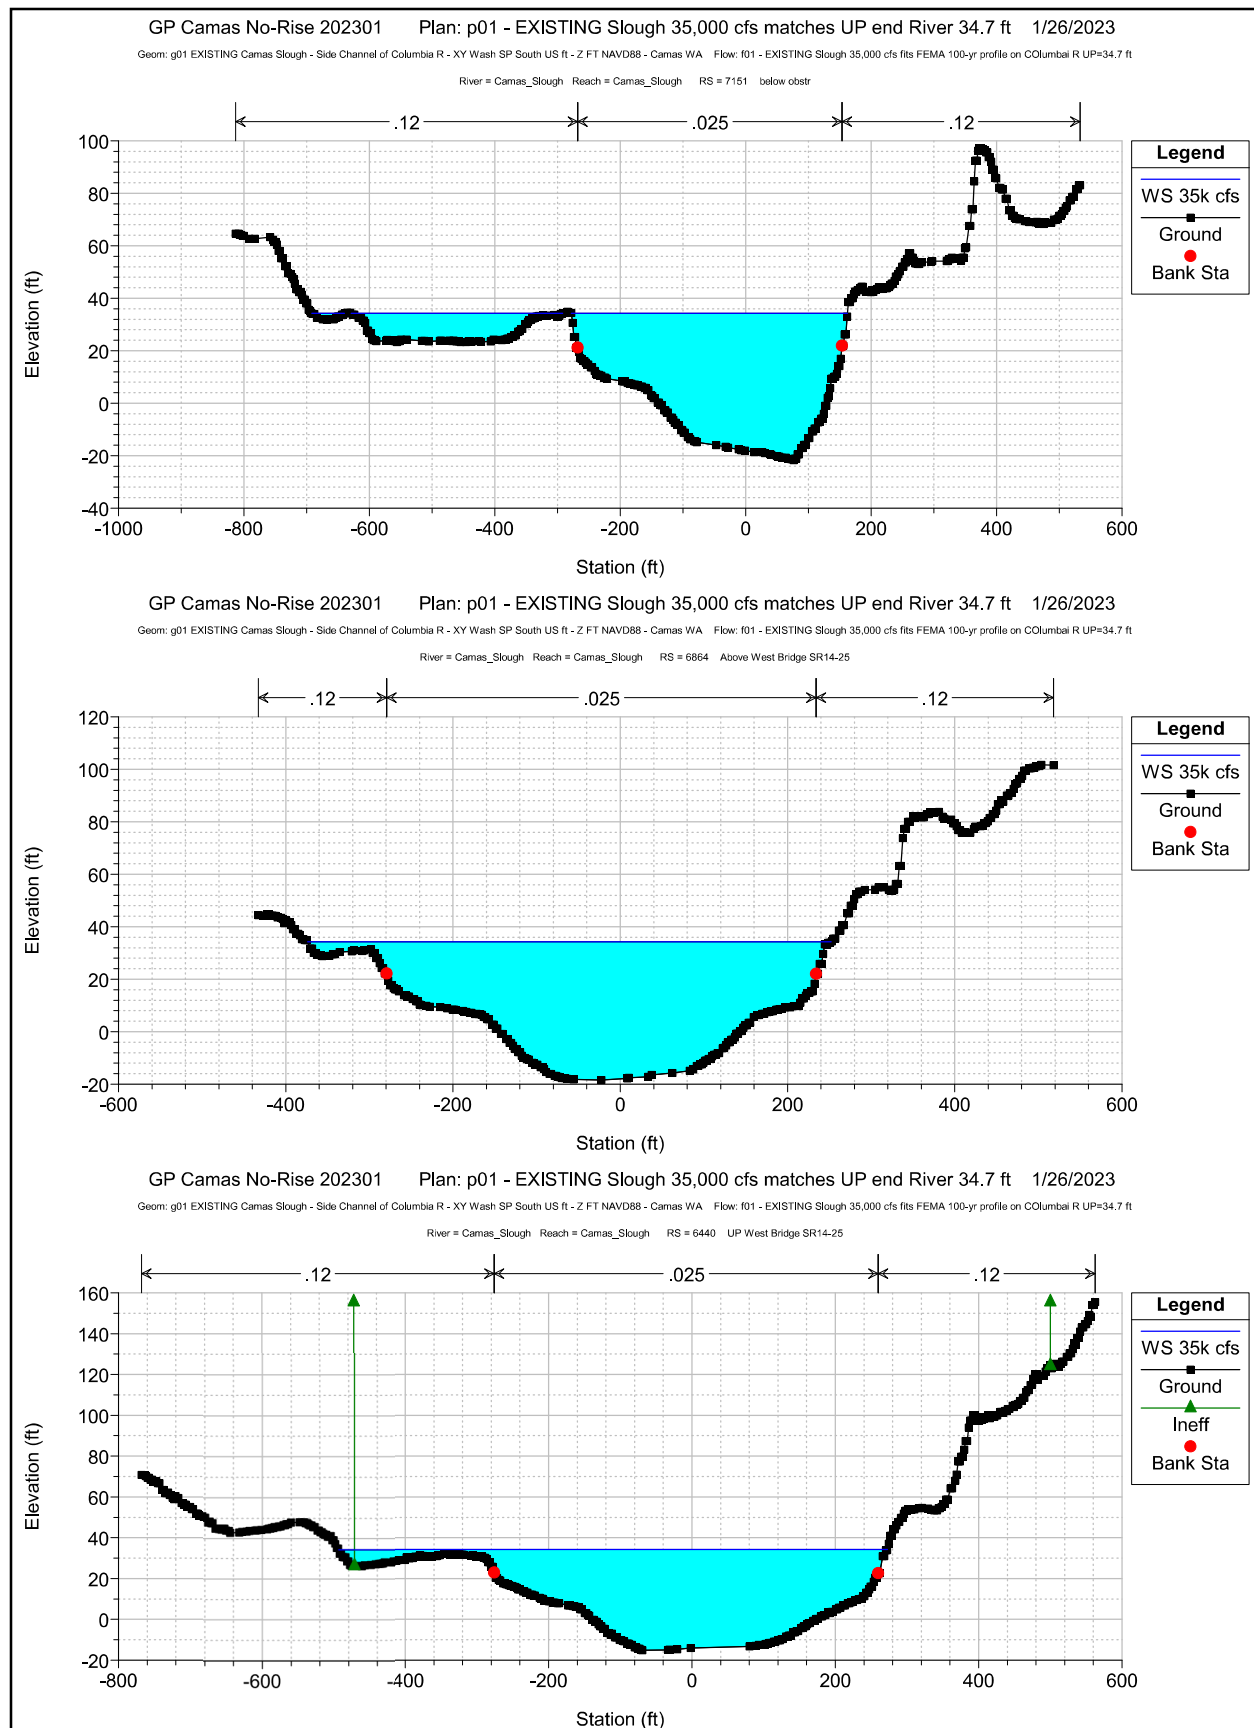 GP Camas No-Rise 202301 Plan: p01 - EXISTING Slough 35,000 cfs matches UP end River 34.7 ft 1/26/2023
Geom: g01 EXISTING Camas Slough - Side Channel of Columbia R - XY Wash SP South US ft - Z FT NAVD88 - Camas WA Flow: f01 - EXISTING Slough 35,000 cfs fits FEMA 100-yr profile on COlumbai R UP=34.7 ft
River = Camas_Slough Reach = Camas_Slough RS = 7151 below obstr
.12 .025 .12
100
80
60
40
20
0
-20
-40
Elevation (ft)
-1000 -800 -600 -400 -200 0 200 400 600
Station (ft)
Legend
WS 35k cfs
Ground
Bank Sta
GP Camas No-Rise 202301 Plan: p01 - EXISTING Slough 35,000 cfs matches UP end River 34.7 ft 1/26/2023
Geom: g01 EXISTING Camas Slough - Side Channel of Columbia R - XY Wash SP South US ft - Z FT NAVD88 - Camas WA Flow: f01 - EXISTING Slough 35,000 cfs fits FEMA 100-yr profile on COlumbai R UP=34.7 ft
River = Camas_Slough Reach = Camas_Slough RS = 6864 Above West Bridge SR14-25
.12 .025 .12
120
100
80
60
40
20
0
-20
Elevation (ft)
-600 -400 -200 0 200 400 600
Station (ft)
Legend
WS 35k cfs
Ground
Bank Sta
GP Camas No-Rise 202301 Plan: p01 - EXISTING Slough 35,000 cfs matches UP end River 34.7 ft 1/26/2023
Geom: g01 EXISTING Camas Slough - Side Channel of Columbia R - XY Wash SP South US ft - Z FT NAVD88 - Camas WA Flow: f01 - EXISTING Slough 35,000 cfs fits FEMA 100-yr profile on COlumbai R UP=34.7 ft
River = Camas_Slough Reach = Camas_Slough RS = 6440 UP West Bridge SR14-25
.12 .025 .12
160
140
120
100
80
60
40
20
0
-20
Elevation (ft)
-800 -600 -400 -200 0 200 400 600
Station (ft)
Legend
WS 35k cfs
Ground
Ineff
Bank Sta